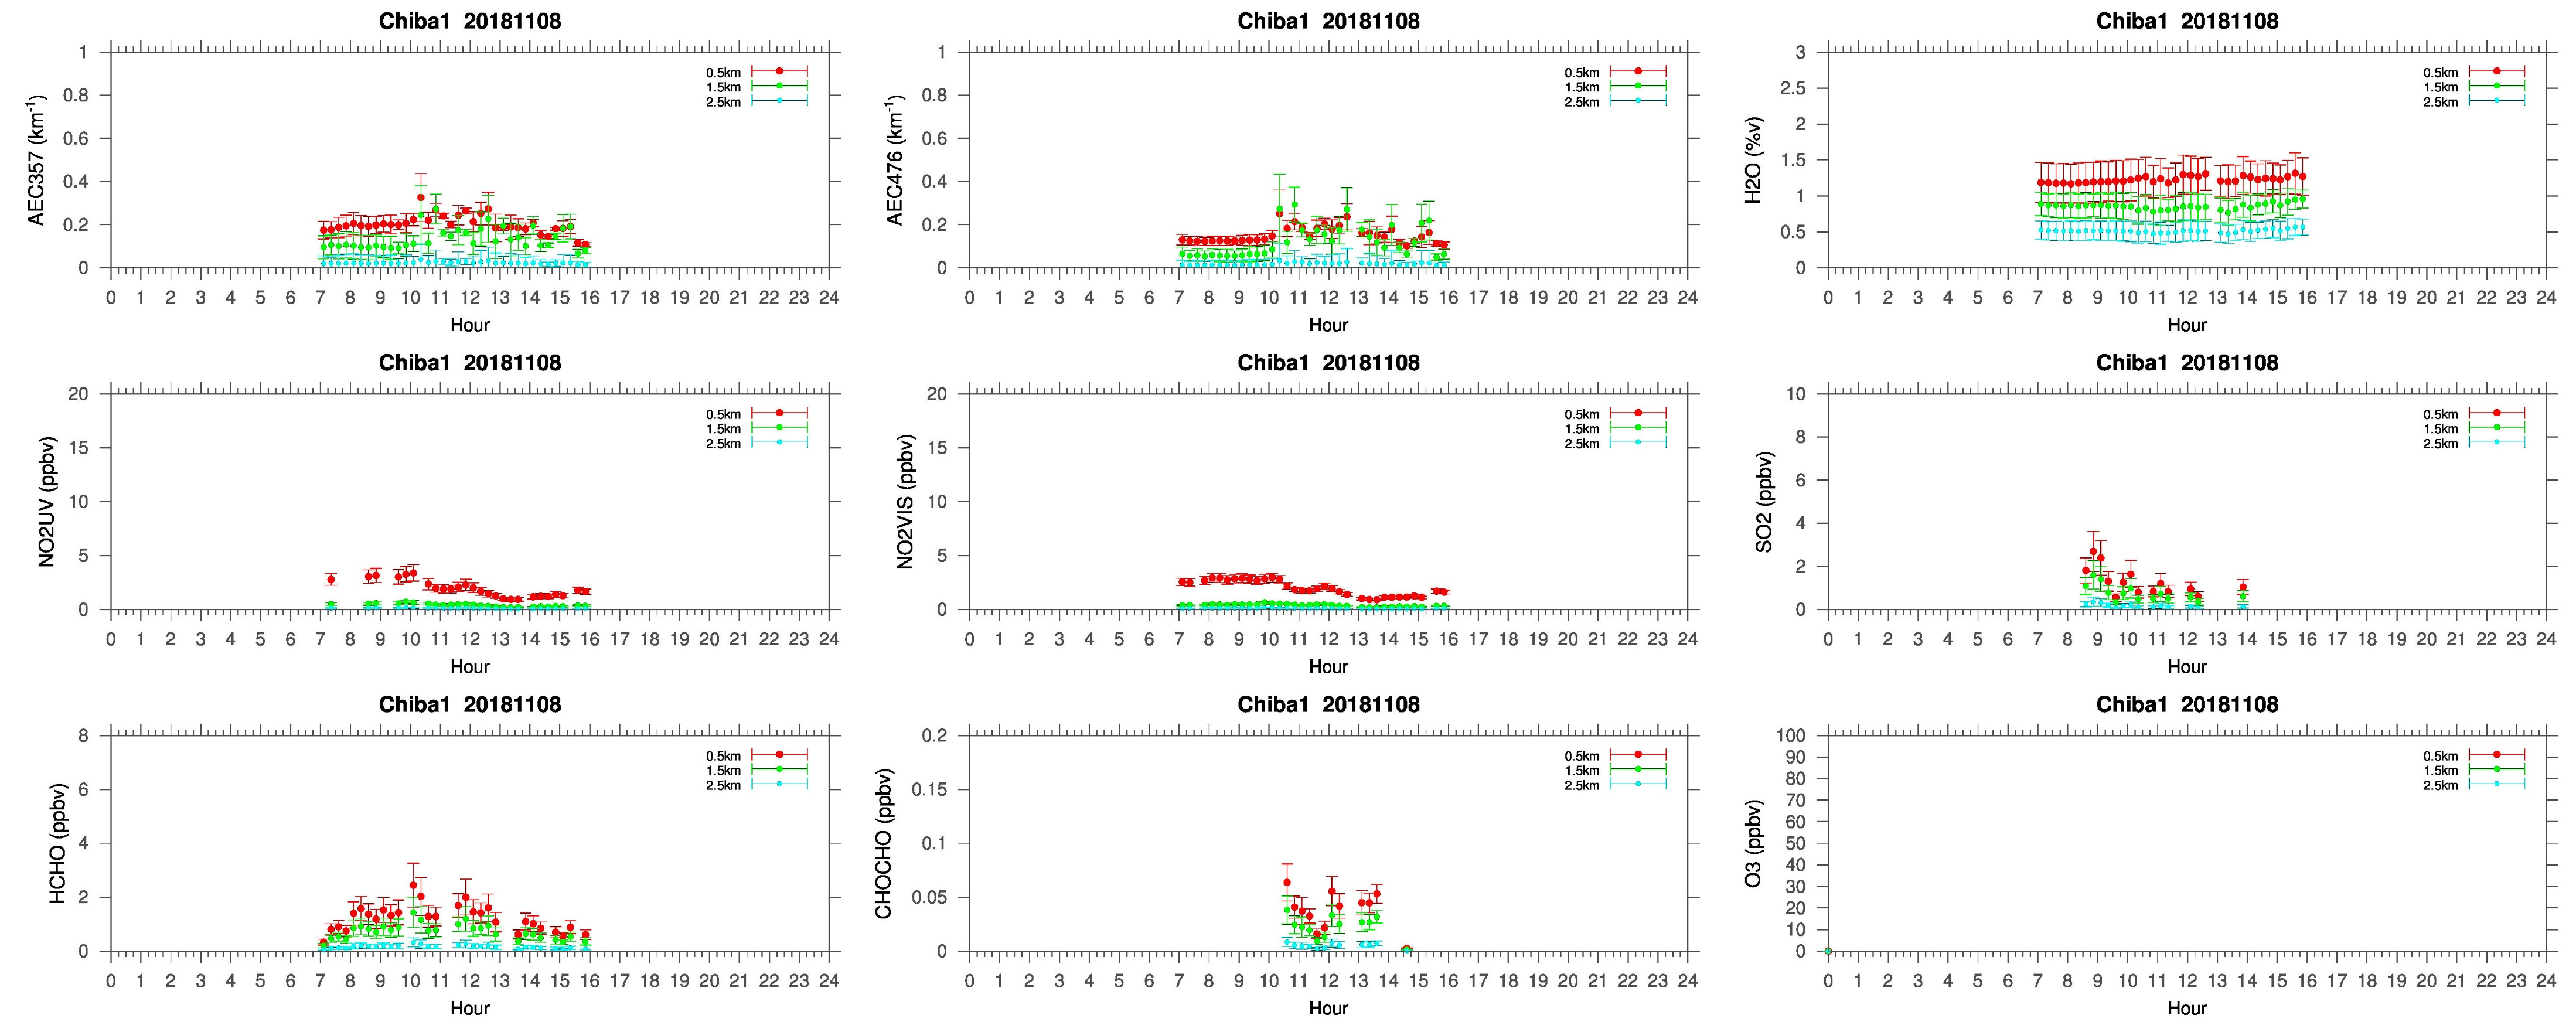 Chiba1 20181108
AEC357 (km-1)
1
0.8
0.6
0.4
0.2
0
0.5km
1.5km
2.5km
0 1 2 3 4 5 6 7 8 9 10 11 12 13 14 15 16 17 18 19 20 21 22 23 24
Hour
Chiba1 20181108
AEC476 (km-1)
1
0.8
0.6
0.4
0.2
0
0.5km
1.5km
2.5km
0 1 2 3 4 5 6 7 8 9 10 11 12 13 14 15 16 17 18 19 20 21 22 23 24
Hour
Chiba1 20181108
H2O (%v)
3
2.5
2
1.5
1
0.5
0
0.5km
1.5km
2.5km
0 1 2 3 4 5 6 7 8 9 10 11 12 13 14 15 16 17 18 19 20 21 22 23 24
Hour
Chiba1 20181108
NO2UV (ppbv)
20
15
10
5
0
0.5km
1.5km
2.5km
0 1 2 3 4 5 6 7 8 9 10 11 12 13 14 15 16 17 18 19 20 21 22 23 24
Hour
Chiba1 20181108
NO2VIS (ppbv)
20
15
10
5
0
0.5km
1.5km
2.5km
0 1 2 3 4 5 6 7 8 9 10 11 12 13 14 15 16 17 18 19 20 21 22 23 24
Hour
Chiba1 20181108
SO2 (ppbv)
10
8
6
4
2
0
0.5km
1.5km
2.5km
0 1 2 3 4 5 6 7 8 9 10 11 12 13 14 15 16 17 18 19 20 21 22 23 24
Hour
Chiba1 20181108
HCHO (ppbv)
8
6
4
2
0
0.5km
1.5km
2.5km
0 1 2 3 4 5 6 7 8 9 10 11 12 13 14 15 16 17 18 19 20 21 22 23 24
Hour
Chiba1 20181108
CHOCHO (ppbv)
0.2
0.15
0.1
0.05
0
0.5km
1.5km
2.5km
0 1 2 3 4 5 6 7 8 9 10 11 12 13 14 15 16 17 18 19 20 21 22 23 24
Hour
Chiba1 20181108
O3 (ppbv)
100
90
80
70
60
50
40
30
20
10
0
0.5km
1.5km
2.5km
0 1 2 3 4 5 6 7 8 9 10 11 12 13 14 15 16 17 18 19 20 21 22 23 24
Hour